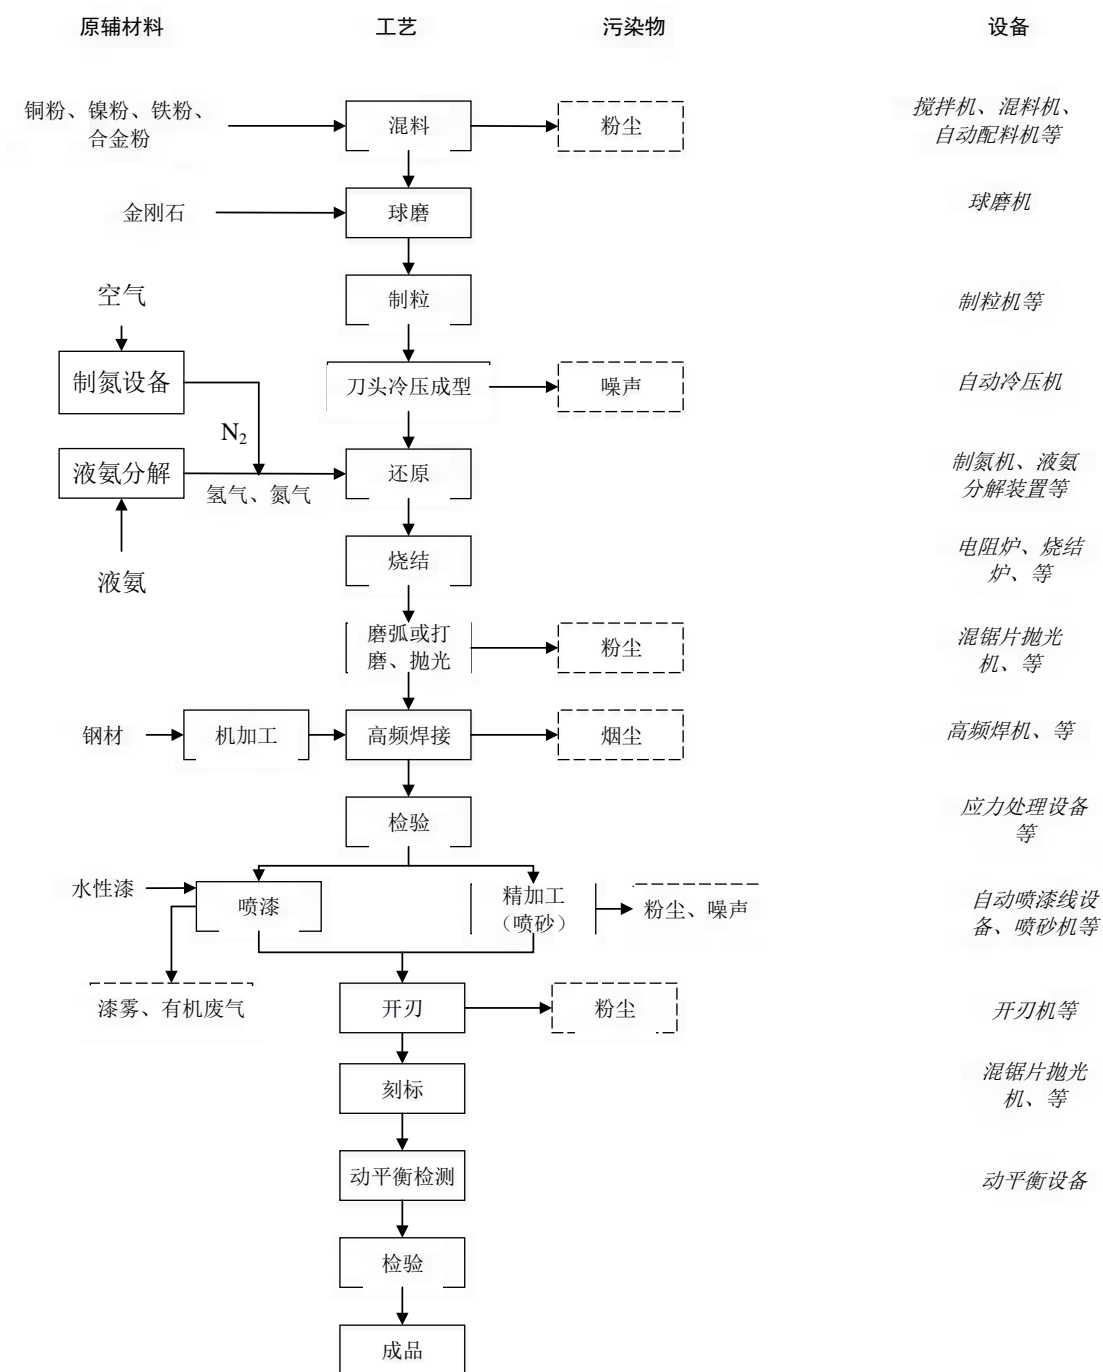 原辅材料
工艺
污染物
设备
铜粉、镍粉、铁粉、
合金粉
混料
粉尘
搅拌机、混料机、
自动配料机等
金刚石
球磨
球磨机
空气
制粒
制粒机等
制氮设备
刀头冷压成型
噪声
自动冷压机
N₂
液氨分解
氢气、氮气
还原
制氮机、液氨
分解装置等
液氨
烧结
电阻炉、烧结
炉、等
磨弧或打
磨、抛光
粉尘
混锯片抛光
机、等
钢材
机加工
高频焊接
烟尘
高频焊机、等
检验
应力处理设备
等
水性漆
喷漆
精加工
（喷砂）
粉尘、噪声
自动喷漆线设
备、喷砂机等
漆雾、有机废气
开刃
粉尘
开刃机等
刻标
混锯片抛光
机、等
动平衡检测
动平衡设备
检验
成品